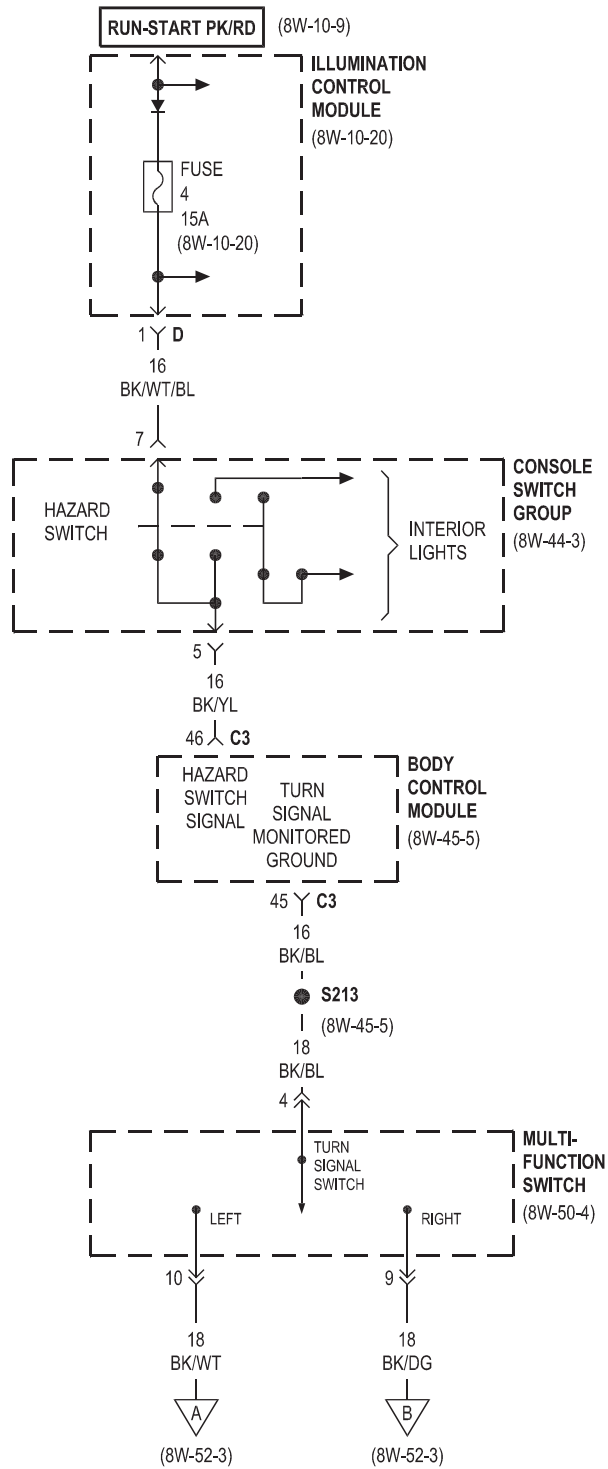 RUN-START PK/RD
(8W-10-9)
ILLUMINATION
CONTROL
MODULE
(8W-10-20)
FUSE
4
15A
(8W-10-20)
1 D
16
BK/WT/BL
7
CONSOLE
SWITCH
GROUP
(8W-44-3)
HAZARD
SWITCH
INTERIOR
LIGHTS
5
16
BK/YL
46 C3
BODY
CONTROL
MODULE
(8W-45-5)
HAZARD
SWITCH
SIGNAL
TURN
SIGNAL
MONITORED
GROUND
45 C3
16
BK/BL
S213
(8W-45-5)
18
BK/BL
4
MULTI-
FUNCTION
SWITCH
(8W-50-4)
TURN
SIGNAL
SWITCH
LEFT
RIGHT
10
9
18
BK/WT
18
BK/DG
A
B
(8W-52-3)
(8W-52-3)